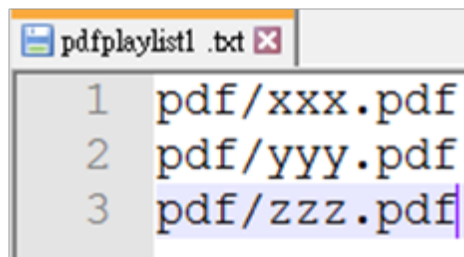 pdfplaylist1 .txt
1 pdf/xxx.pdf
2 pdf/yyy.pdf
3 pdf/zzz.pdf